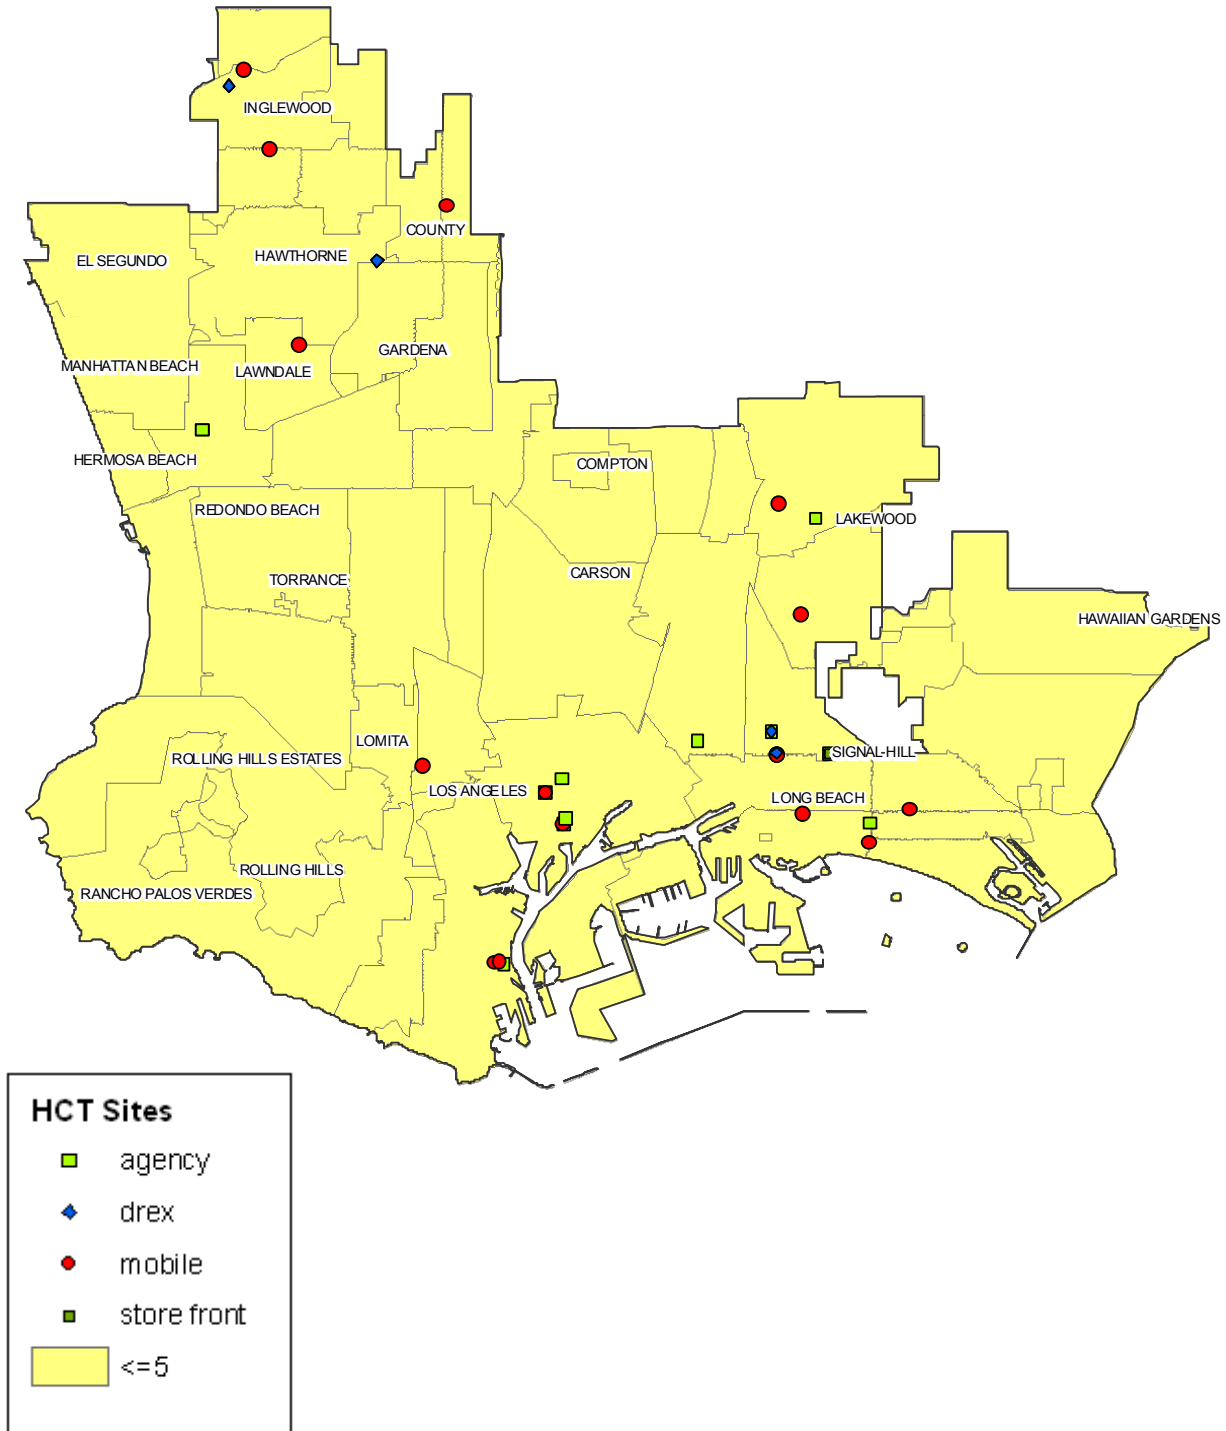 INGLEWOOD
COUNTY
HAWTHORNE
EL SEGUNDO
GARDENA
MANHATTAN BEACH
LAWNDALE
HERMOSA BEACH
COMPTON
REDONDO BEACH
LAKEWOOD
CARSON
TORRANCE
HAWAIIAN GARDENS
LOMITA
SIGNAL-HILL
ROLLING HILLS ESTATES
LOS ANGELES
LONG BEACH
ROLLING HILLS
RANCHO PALOS VERDES
HCT Sites
agency
drex
mobile
store front
<=5